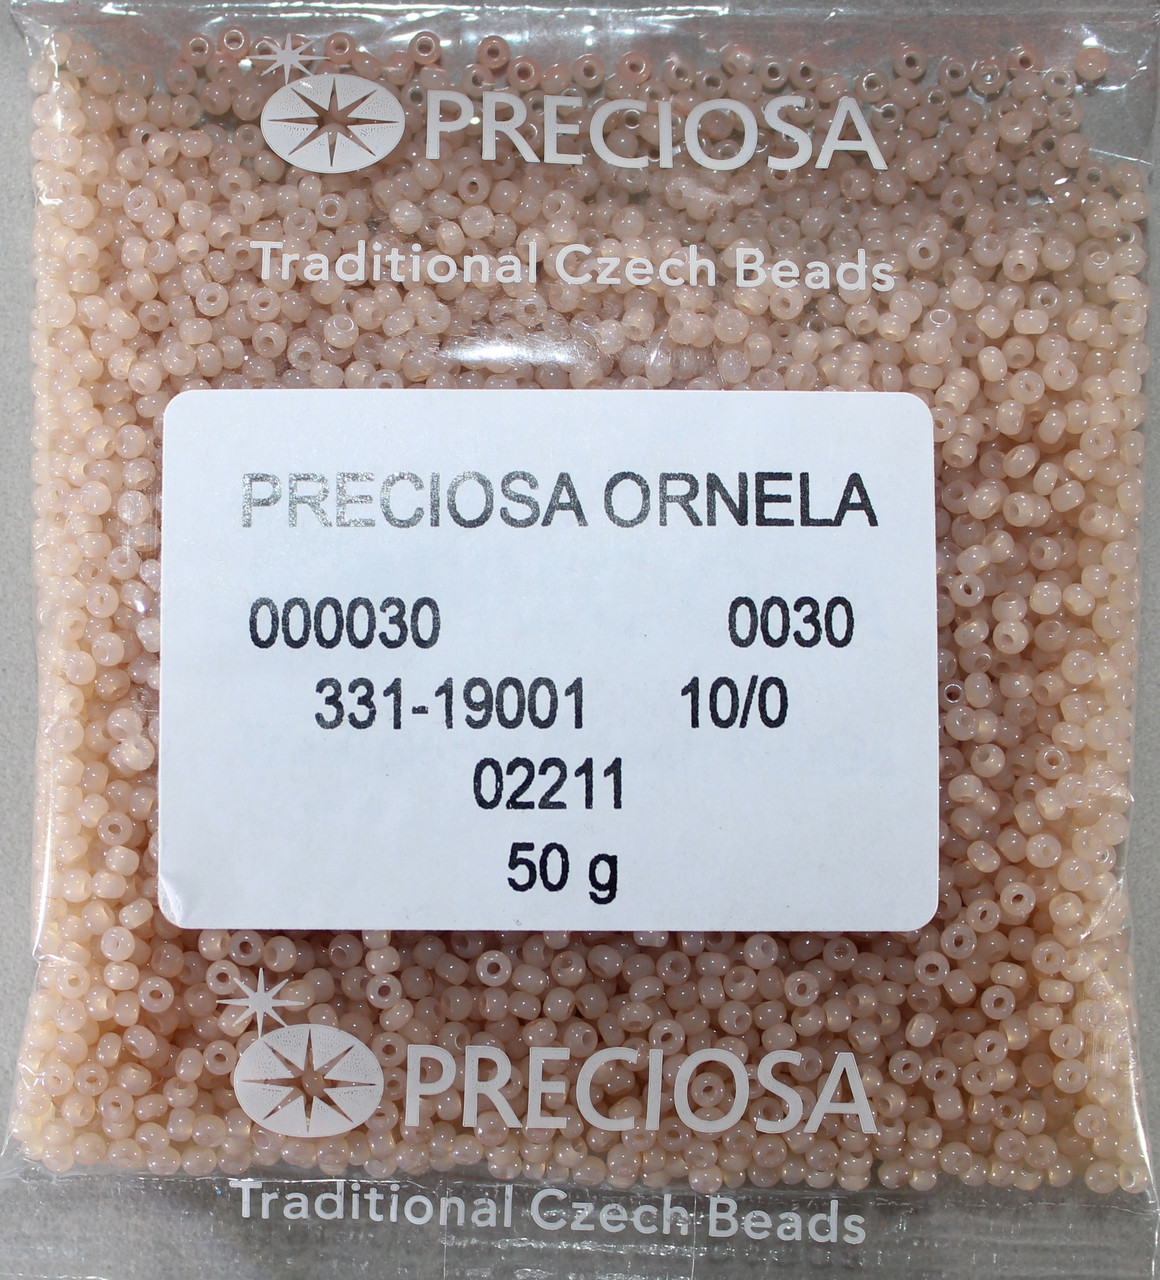 PRECIOSA
Traditional Czech Beads
PRECIOSA ORNELA
000030 0030
331-19001 10/0
02211
50 g
PRECIOSA
Traditional Czech Beads